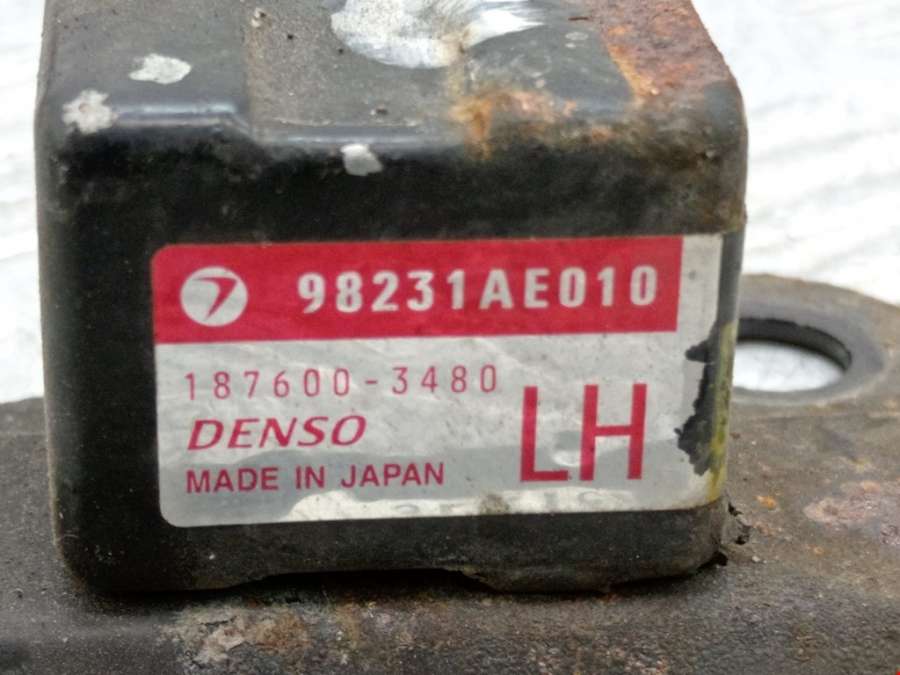 98231AE010
187600-3480
DENSO
LH
MADE IN JAPAN